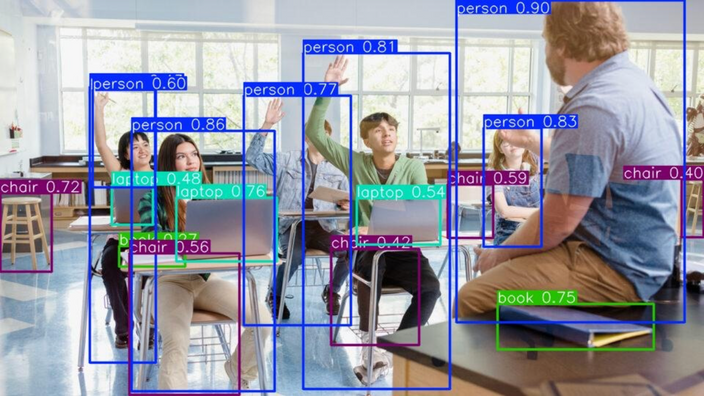 person 0.90
person 0.81
person 0.60
person 0.77
person 0.86
person 0.83
laptop 0.48
chair 0.59
chair 0.40
chair 0.72
laptop 0.76
laptop 0.54
chair 0.56
chair 0.42
book 0.75